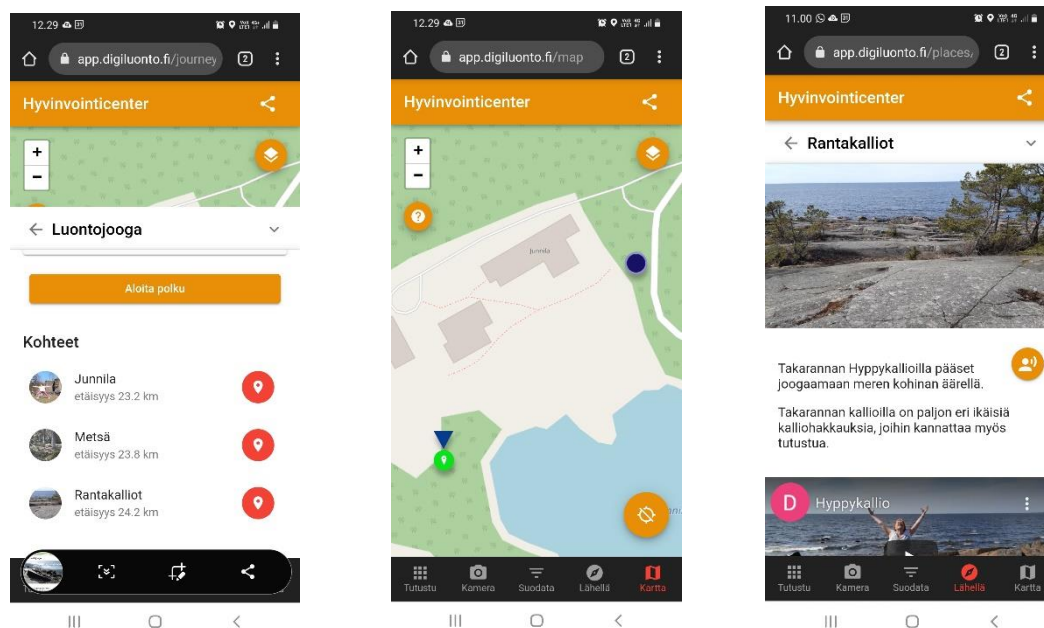 12.29
app.digiluonto.fi/journey
2
Hyvinvointicenter
+
−
Luontojooga
Aloita polku
Kohteet
Junnila
etäisyys 23.2 km
Metsä
etäisyys 23.8 km
Rantakalliot
etäisyys 24.2 km
12.29
app.digiluonto.fi/map
2
Hyvinvointicenter
+
−
?
Junnila
Tutustu
Kamera
Suodata
Lähellä
Kartta
11.00
app.digiluonto.fi/places/
2
Hyvinvointicenter
Rantakalliot
Takarannan Hyppykallioilla pääset
joogaamaan meren kohinan äärellä.
Takarannan kallioilla on paljon eri ikäisiä
kalliohakkauksia, joihin kannattaa myös
tutustua.
D
Hyppykallio
Tutustu
Kamera
Suodata
Lähellä
Kartta